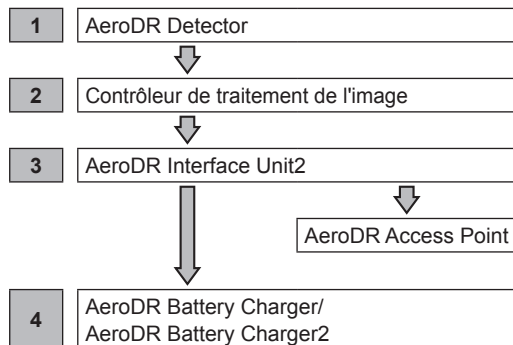 1 AeroDR Detector
2 Contrôleur de traitement de l'image
3 AeroDR Interface Unit2
AeroDR Access Point
4 AeroDR Battery Charger/
AeroDR Battery Charger2